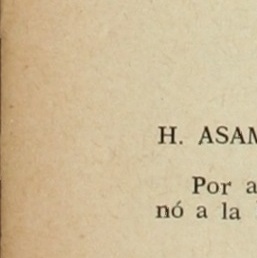 H. ASAM
Por a
nó a la